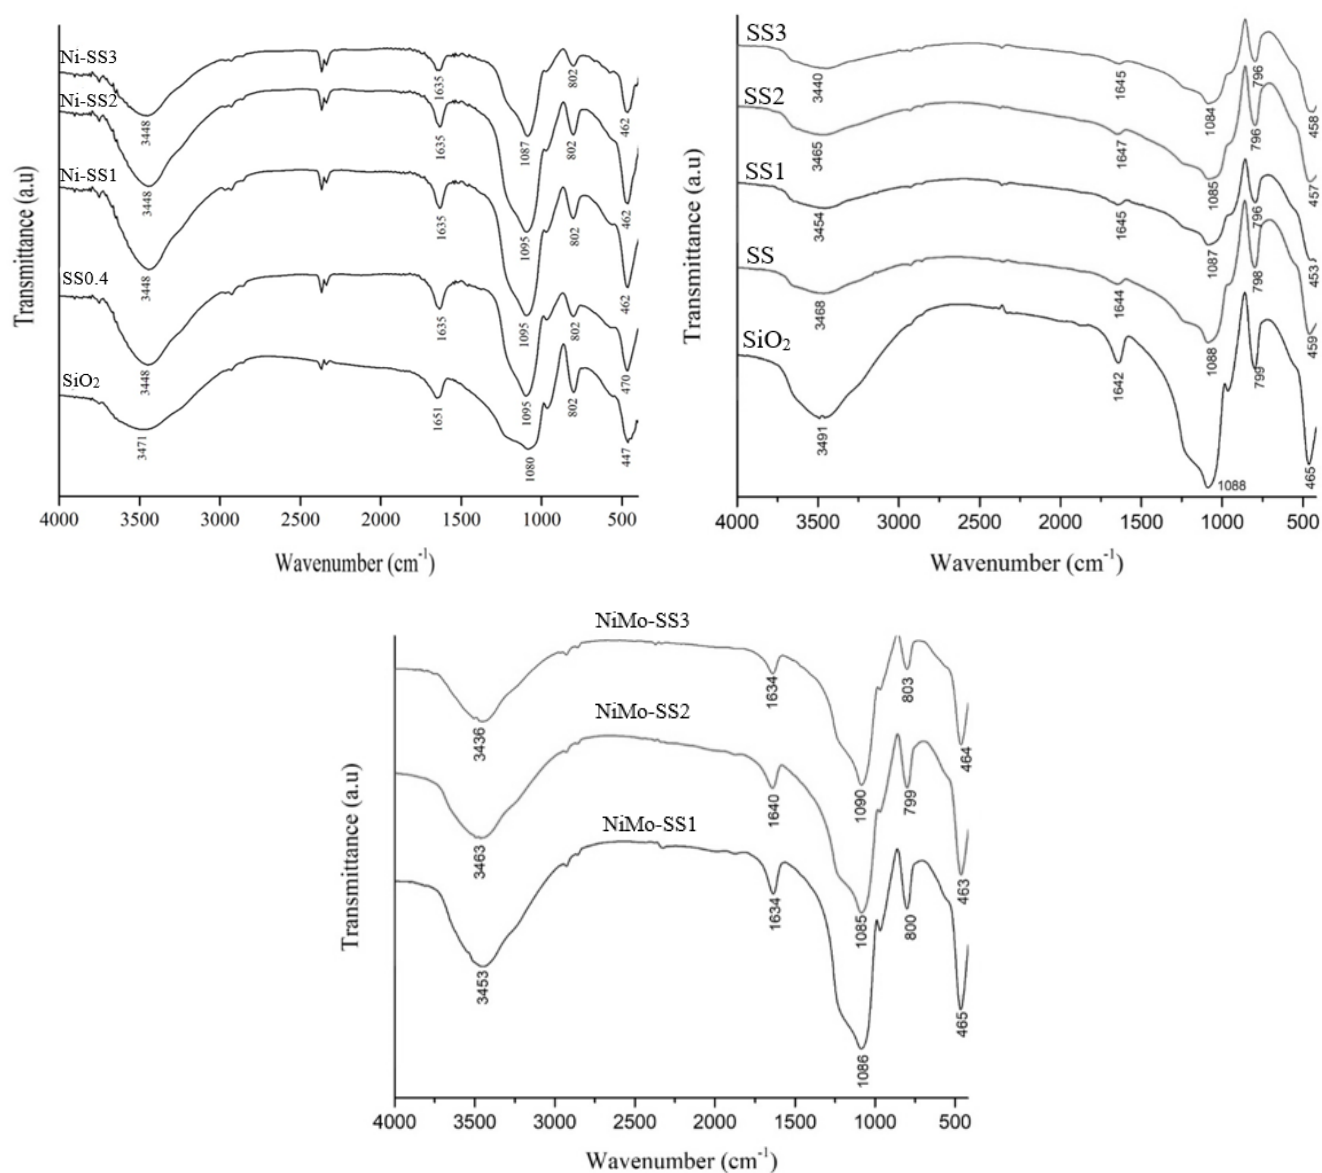 Ni-SS3
3448
1635
1087
802
462
Ni-SS2
3448
1635
1095
802
462
Ni-SS1
3448
1635
1095
802
462
SS0.4
3448
1635
1095
802
470
SiO2
3471
1651
1080
802
447
Transmittance (a.u)
4000 3500 3000 2500 2000 1500 1000 500
Wavenumber (cm-1)
SS3
3440
1645
1084
796
458
SS2
3465
1647
1085
796
457
SS1
3454
1645
1087
796
453
SS
3468
1644
1088
798
459
SiO2
3491
1642
1088
799
465
Transmittance (a.u)
4000 3500 3000 2500 2000 1500 1000 500
Wavenumber (cm-1)
NiMo-SS3
3436
1634
1090
803
464
NiMo-SS2
3463
1640
1085
799
463
NiMo-SS1
3453
1634
1086
800
465
Transmittance (a.u)
4000 3500 3000 2500 2000 1500 1000 500
Wavenumber (cm-1)